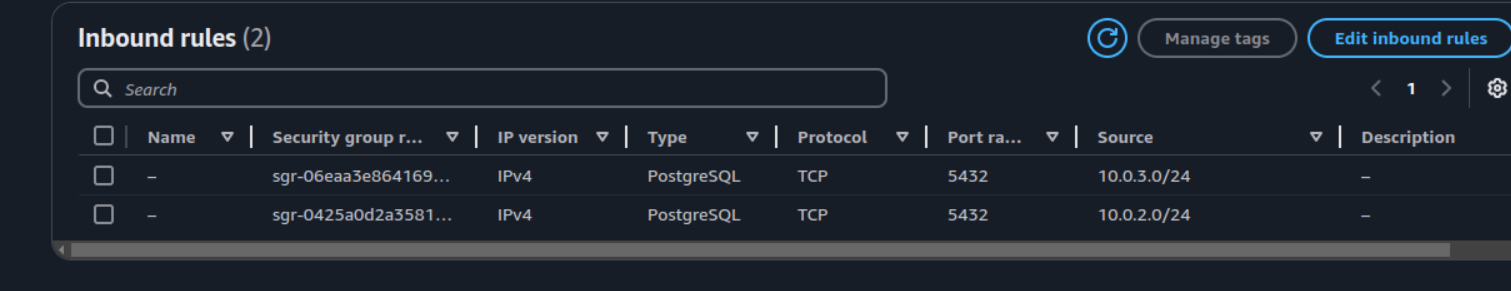 Inbound rules (2)
Manage tags
Edit inbound rules
Search
1
Name Security group r... IP version Type Protocol Port ra... Source Description
– sgr-06eaa3e864169... IPv4 PostgreSQL TCP 5432 10.0.3.0/24 –
– sgr-0425a0d2a3581... IPv4 PostgreSQL TCP 5432 10.0.2.0/24 –